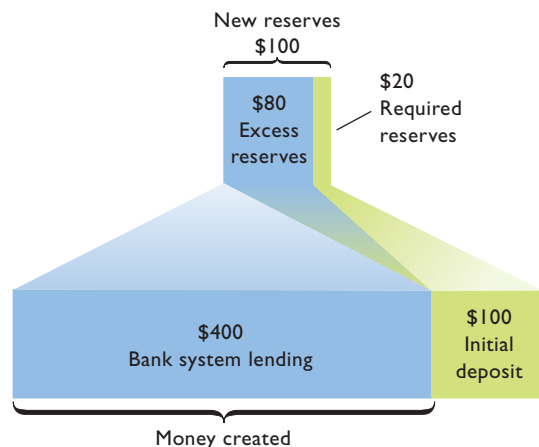 New reserves
$100
$80
Excess
reserves
$20
Required
reserves
$400
Bank system lending
$100
Initial
deposit
Money created